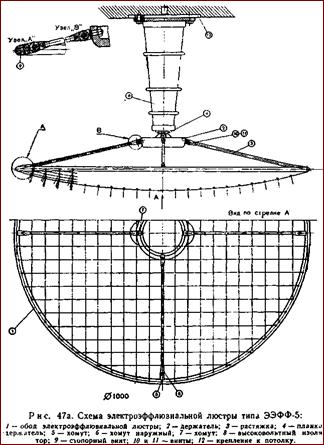 Узел „А"
Узел „В"
А
В
А
Вид по стрелке А
Ø1000
Рис. 47а. Схема электроэффлювиальной люстры типа ЭЭФФ-5:
1 — обод электроэффлювиальной люстры; 2 — держатель; 3 — растяжка; 4 — планка
держатель; 5 — хомут; 6 — хомут наружный; 7 — хомут; 8 — высоковольтный изоля
тор; 9 — стопорный винт; 10 и 11 — винты; 12 — крепление к потолку.